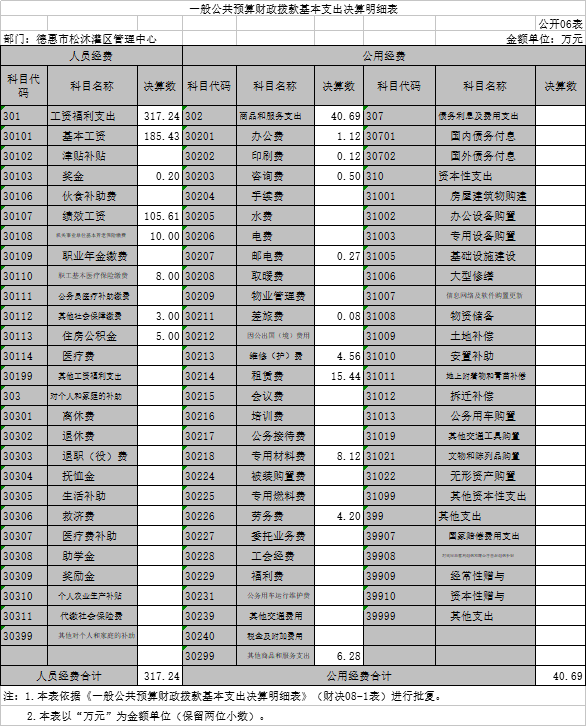 一般公共预算财政拨款基本支出决算明细表
公开06表
部门：德惠市松沐灌区管理中心 金额单位：万元
人员经费 公用经费
科目代码 科目名称 决算数 科目代码 科目名称 决算数 科目代码 科目名称 决算数
301 工资福利支出 317.24 302 商品和服务支出 40.69 307 债务利息及费用支出
30101 基本工资 185.43 30201 办公费 1.12 30701 国内债务付息
30102 津贴补贴 30202 印刷费 0.12 30702 国外债务付息
30103 奖金 0.20 30203 咨询费 0.50 310 资本性支出
30106 伙食补助费 30204 手续费 31001 房屋建筑物购建
30107 绩效工资 105.61 30205 水费 31002 办公设备购置
30108 机关事业单位基本养老保险缴费 10.00 30206 电费 31003 专用设备购置
30109 职业年金缴费 30207 邮电费 0.27 31005 基础设施建设
30110 职工基本医疗保险缴费 8.00 30208 取暖费 31006 大型修缮
30111 公务员医疗补助缴费 30209 物业管理费 31007 信息网络及软件购置更新
30112 其他社会保障缴费 3.00 30211 差旅费 0.08 31008 物资储备
30113 住房公积金 5.00 30212 因公出国（境）费用 31009 土地补偿
30114 医疗费 30213 维修（护）费 4.56 31010 安置补助
30199 其他工资福利支出 30214 租赁费 15.44 31011 地上附着物和青苗补偿
303 对个人和家庭的补助 30215 会议费 31012 拆迁补偿
30301 离休费 30216 培训费 31013 公务用车购置
30302 退休费 30217 公务接待费 31019 其他交通工具购置
30303 退职（役）费 30218 专用材料费 8.12 31021 文物和陈列品购置
30304 抚恤金 30224 被装购置费 31022 无形资产购置
30305 生活补助 30225 专用燃料费 31099 其他资本性支出
30306 救济费 30226 劳务费 4.20 399 其他支出
30307 医疗费补助 30227 委托业务费 39907 国家赔偿费用支出
30308 助学金 30228 工会经费 39908
30309 奖励金 30229 福利费 39909 经常性赠与
30310 个人农业生产补贴 30231 公务用车运行维护费 39910 资本性赠与
30311 代缴社会保险费 30239 其他交通费用 39999 其他支出
30399 其他对个人和家庭的补助 30240 税金及附加费用
30299 其他商品和服务支出 6.28
人员经费合计 317.24 公用经费合计 40.69
注：1.本表依据《一般公共预算财政拨款基本支出决算明细表》（财决08-1表）进行批复。
2.本表以“万元”为金额单位（保留两位小数）。